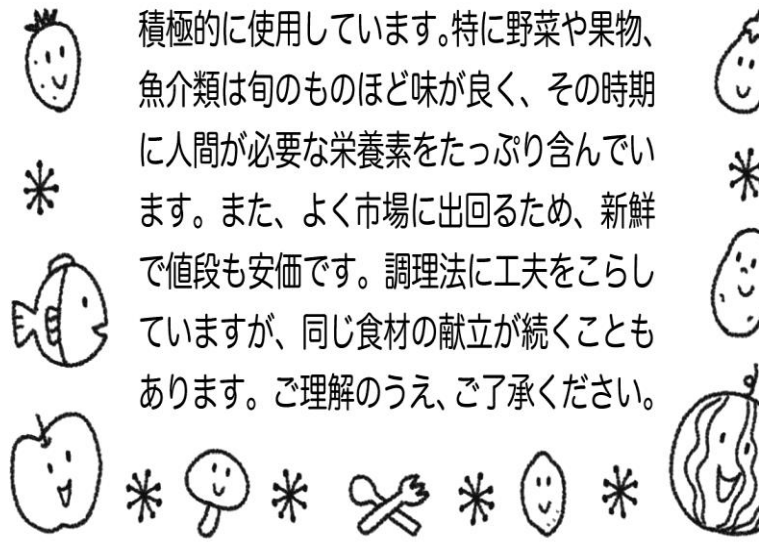 積極的に使用しています。特に野菜や果物、
魚介類は旬のものほど味が良く、その時期
に人間が必要な栄養素をたっぷり含んでい
ます。また、よく市場に出回るため、新鮮
で値段も安価です。調理法に工夫をこらし
ていますが、同じ食材の献立が続くことも
あります。ご理解のうえ、ご了承ください。